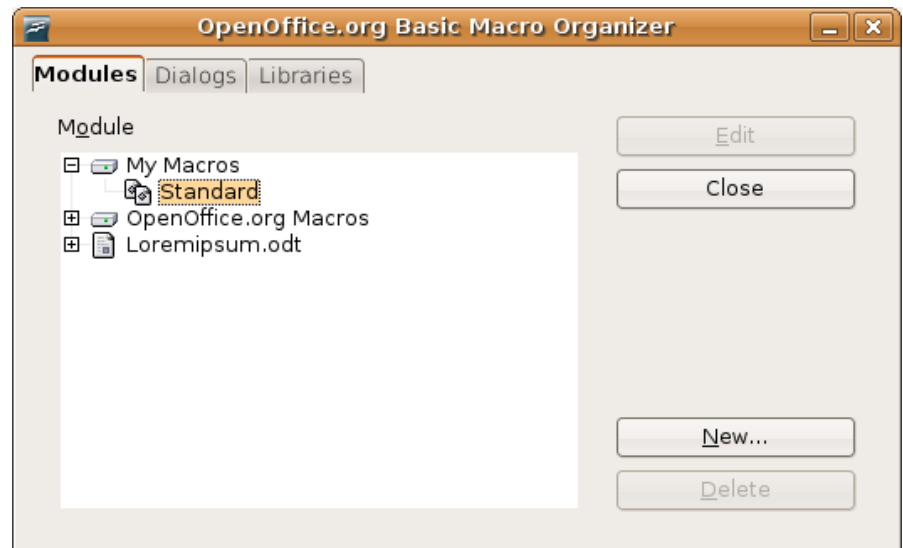 OpenOffice.org Basic Macro Organizer
Modules Dialogs Libraries
Module
My Macros
Standard
OpenOffice.org Macros
Loremipsum.odt
Edit
Close
New...
Delete